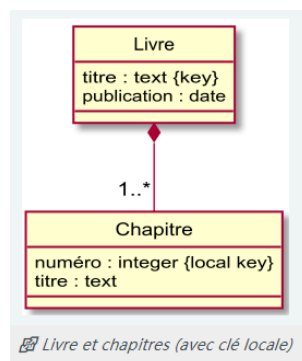 Livre
titre : text {key}
publication : date
1..*
Chapitre
numéro : integer {local key}
titre : text
Livre et chapitres (avec clé locale)